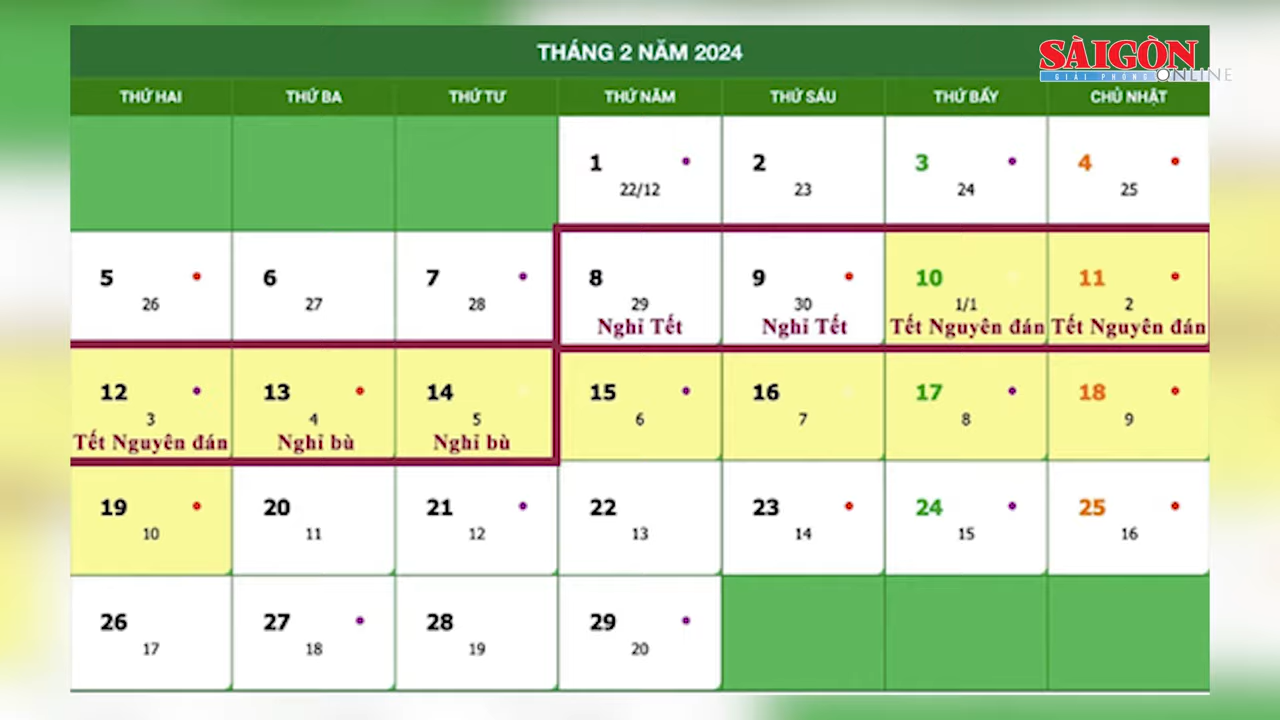 THÁNG 2 NĂM 2024
SÀIGÒN
GIẢI PHÓNG ONLINE
THỨ HAI THỨ BA THỨ TƯ THỨ NĂM THỨ SÁU THỨ BẨY CHỦ NHẬT
1 2 3 4
22/12 23 24 25
5 6 7 8 9 10 11
26 27 28 29 30 1/1 2
Nghỉ Tết Nghỉ Tết Tết Nguyên đán Tết Nguyên đán
12 13 14 15 16 17 18
3 4 5 6 7 8 9
Tết Nguyên đán Nghỉ bù Nghỉ bù
19 20 21 22 23 24 25
10 11 12 13 14 15 16
26 27 28 29
17 18 19 20